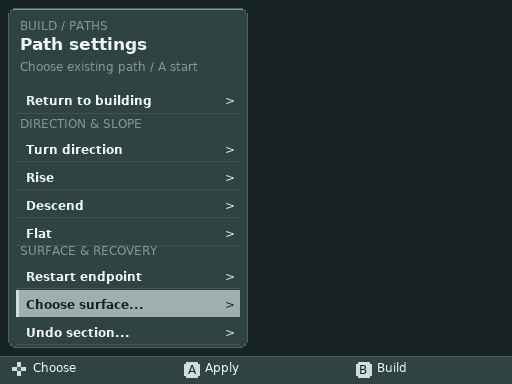 BUILD / PATHS
Path settings
Choose existing path / A start
Return to building >
DIRECTION & SLOPE
Turn direction >
Rise >
Descend >
Flat >
SURFACE & RECOVERY
Restart endpoint >
Choose surface... >
Undo section... >
Choose A Apply B Build